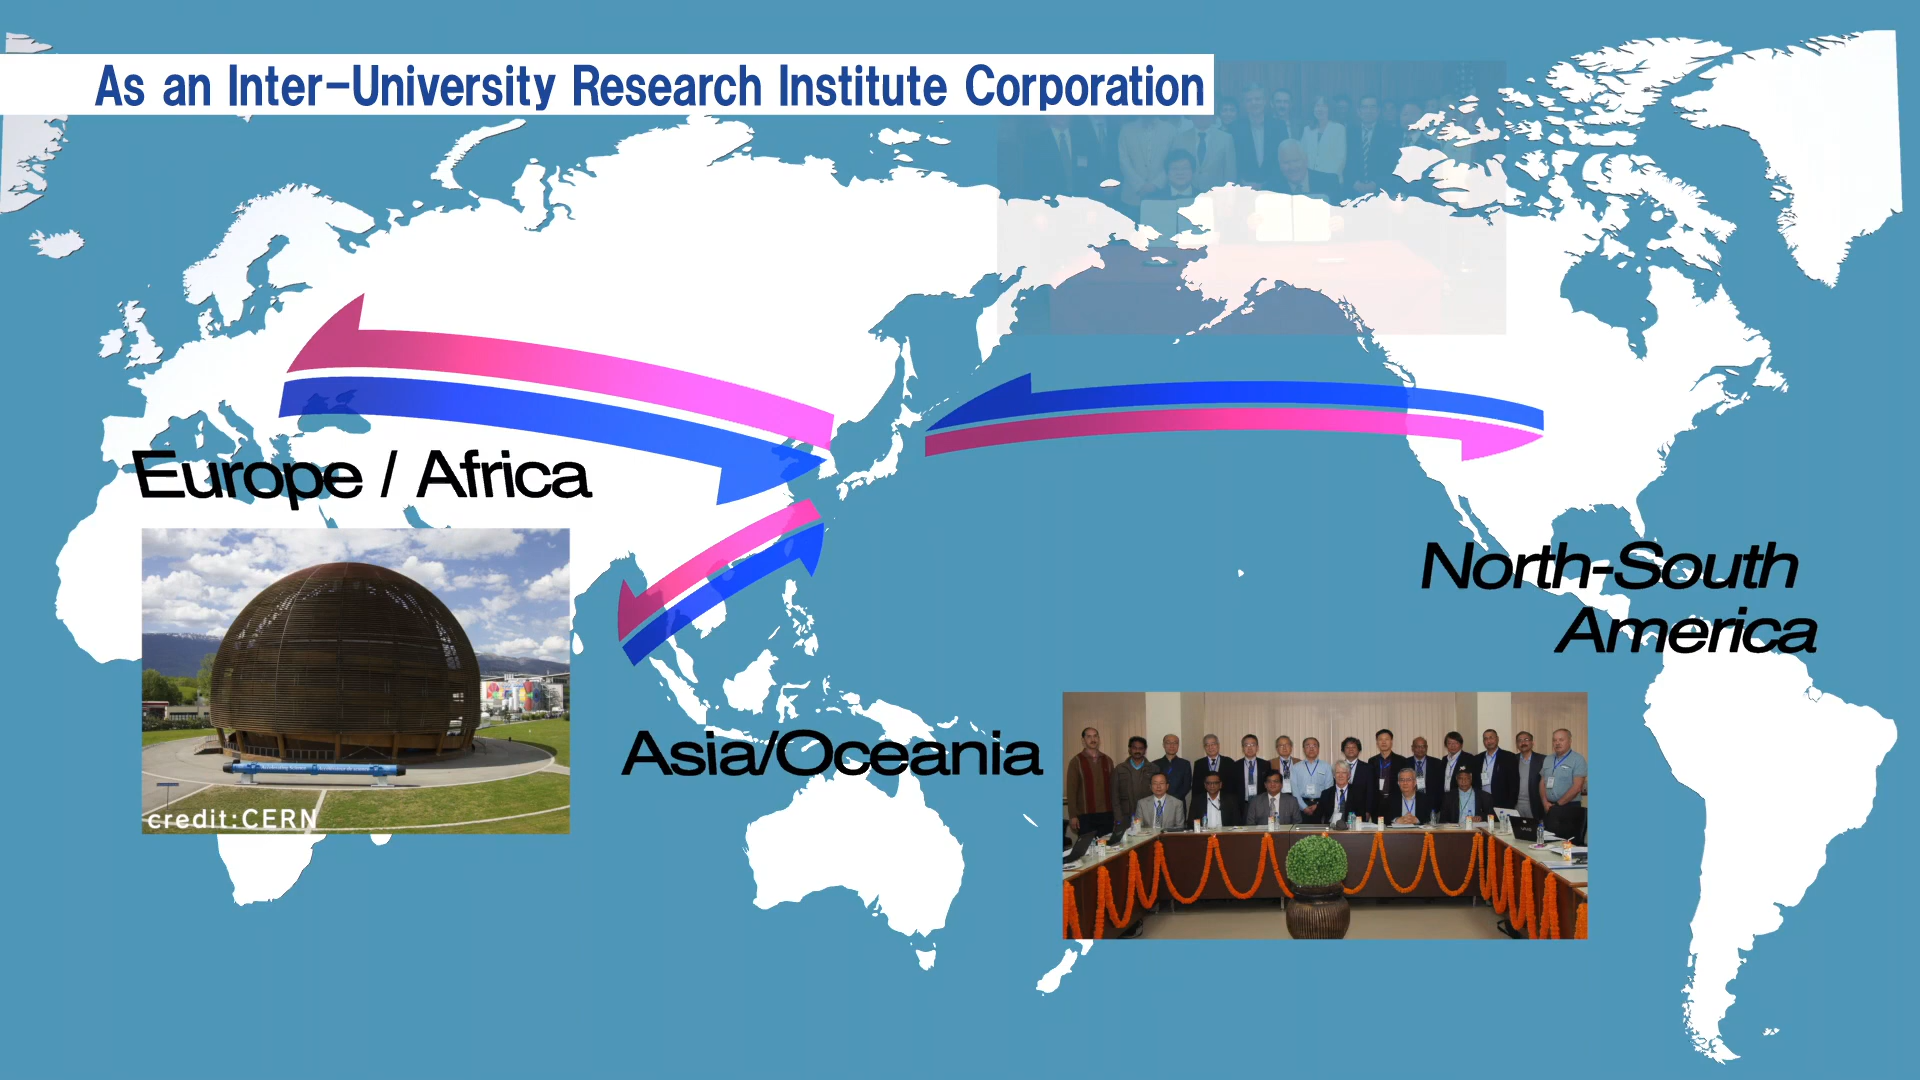 As an Inter-University Research Institute Corporation
Europe / Africa
credit:CERN
Asia/Oceania
North-South
America